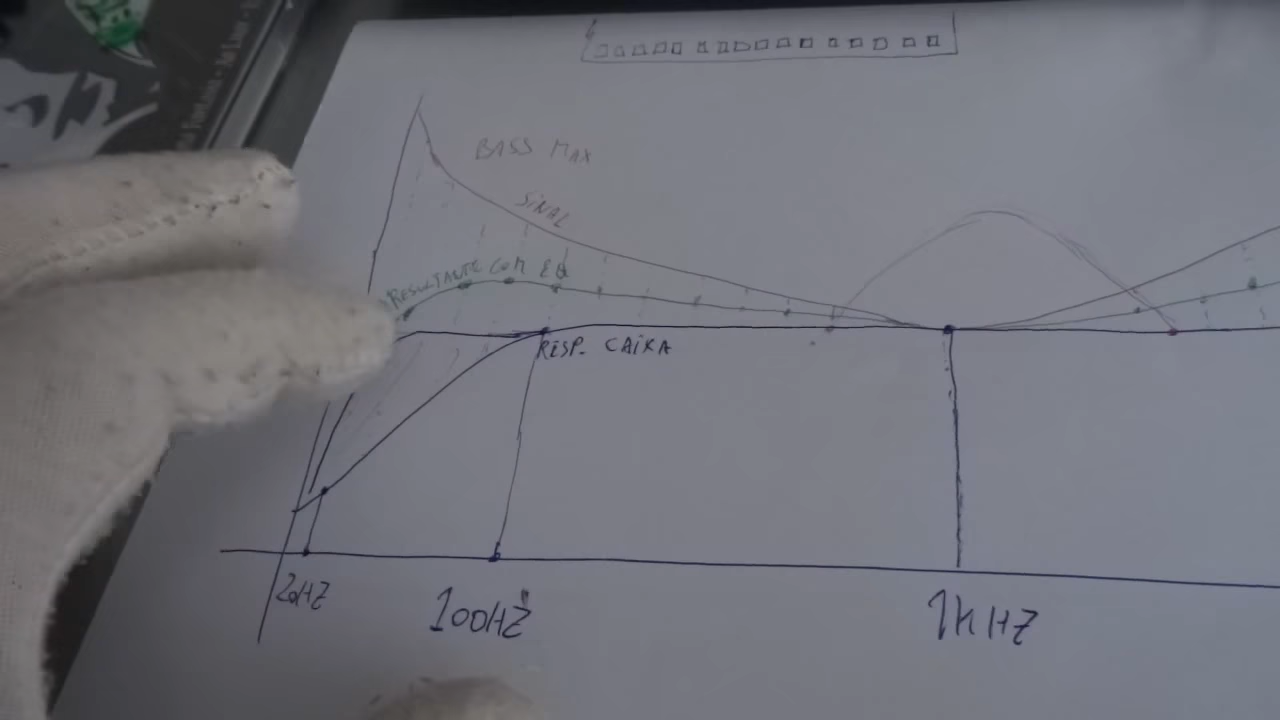 BASS MAX
SINAL
RESULTANTE COM EQ
RESP. CAIXA
20HZ
100HZ
1KHZ